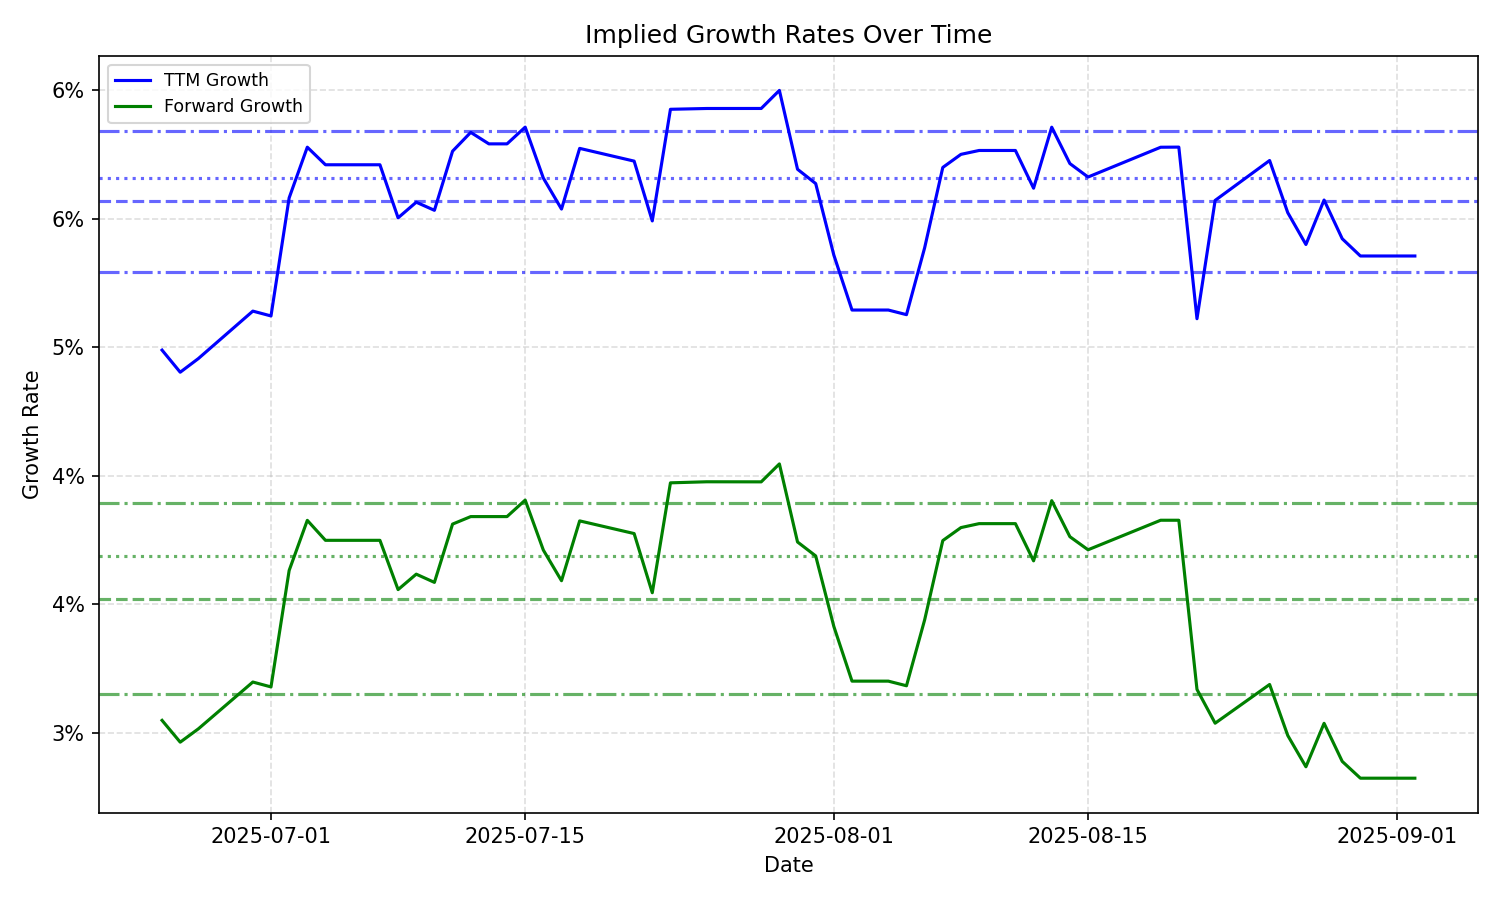 Implied Growth Rates Over Time
TTM Growth
Forward Growth
6%
6%
5%
4%
4%
3%
Growth Rate
2025-07-01
2025-07-15
2025-08-01
2025-08-15
2025-09-01
Date